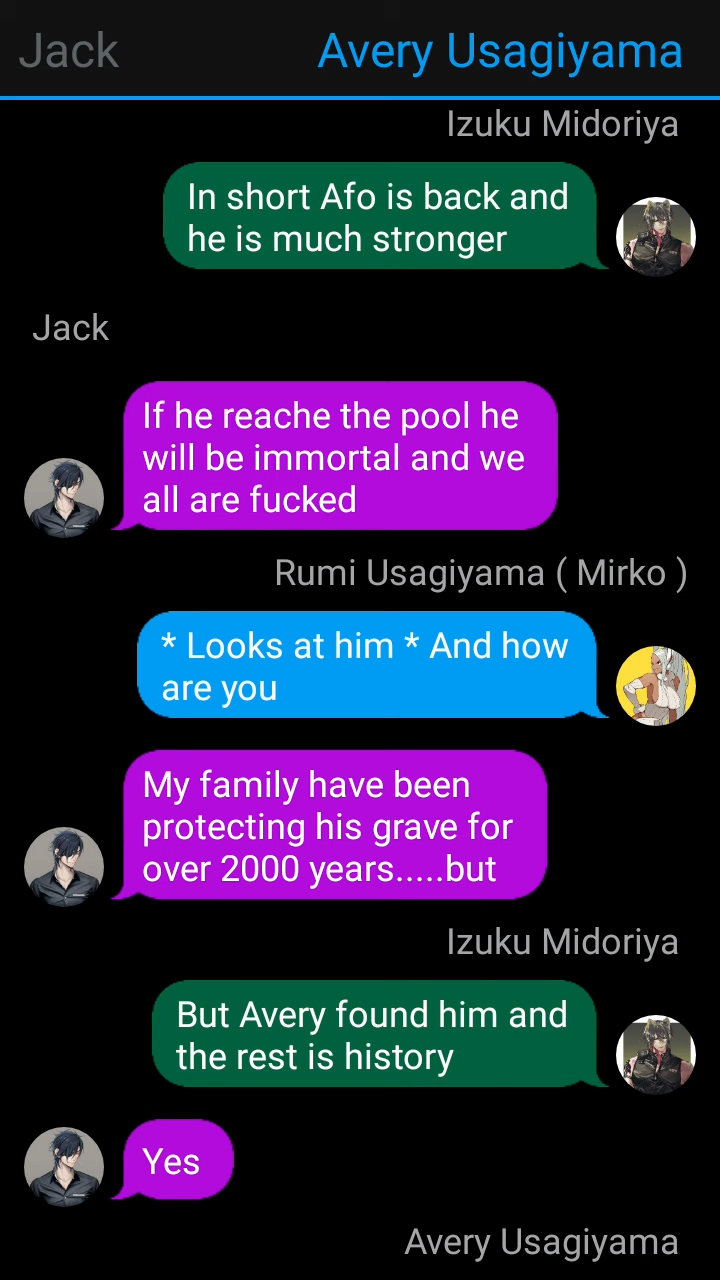 Jack Avery Usagiyama
Izuku Midoriya
In short Afo is back and
he is much stronger
Jack
If he reache the pool he
will be immortal and we
all are fucked
Rumi Usagiyama ( Mirko )
* Looks at him * And how
are you
My family have been
protecting his grave for
over 2000 years.....but
Izuku Midoriya
But Avery found him and
the rest is history
Yes
Avery Usagiyama